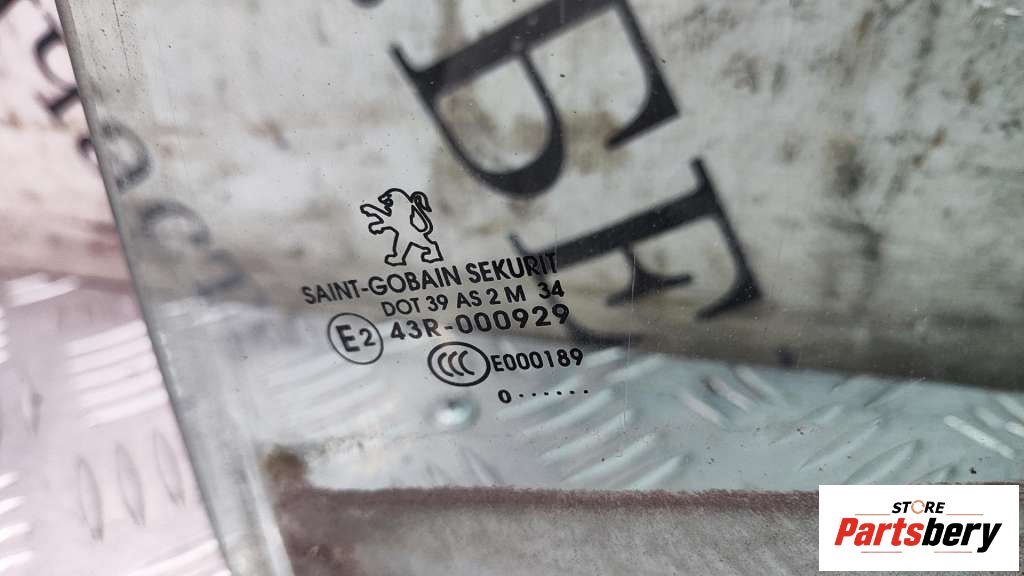 SAINT-GOBAIN SEKURIT
DOT 39 AS 2 M 34
E2 43R-000929
CCC E000189
0······
STORE
Partsbery